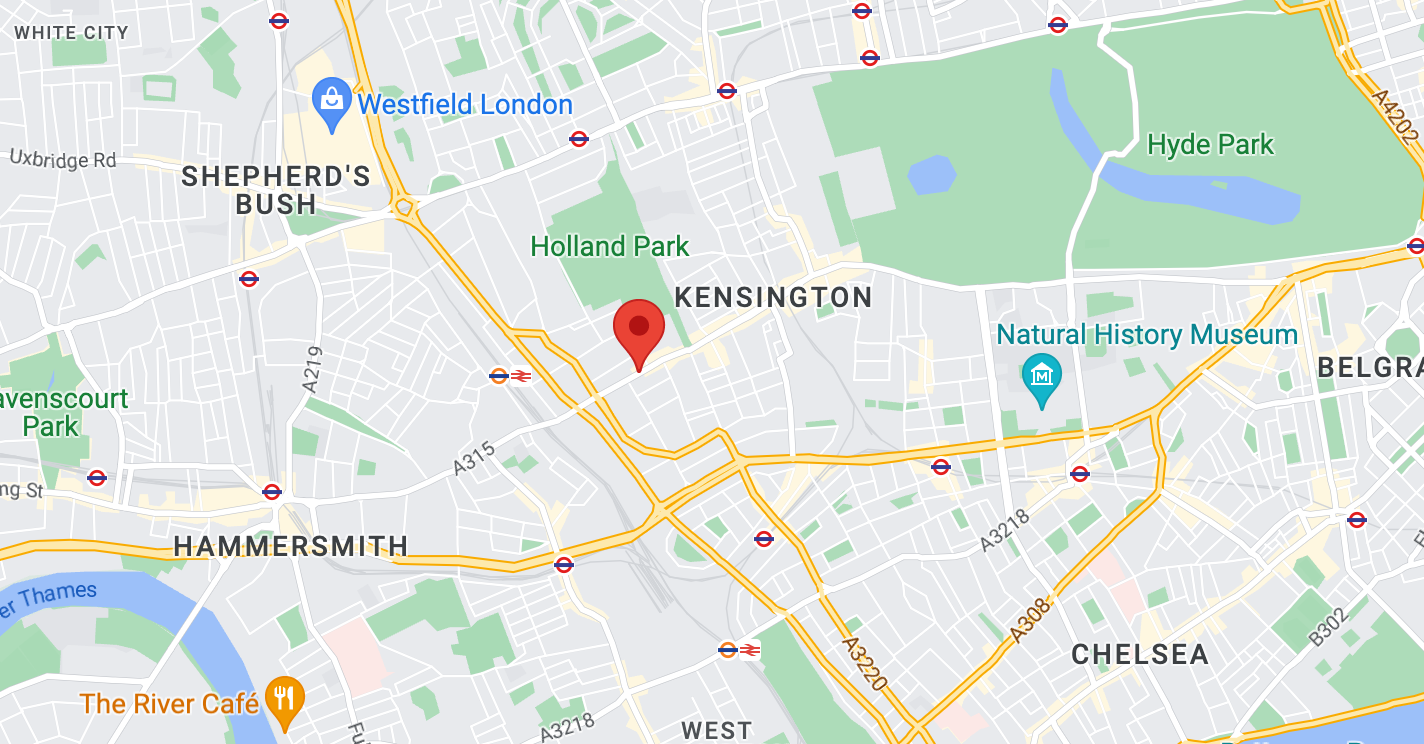 WHITE CITY
Westfield London
A4202
Hyde Park
Uxbridge Rd
SHEPHERD'S
BUSH
Holland Park
KENSINGTON
Natural History Museum
BELGRA
A219
avenscourt
Park
A315
ng St
HAMMERSMITH
A3218
er Thames
A308
B302
CHELSEA
A3220
The River Café
A3218
WEST
Fu